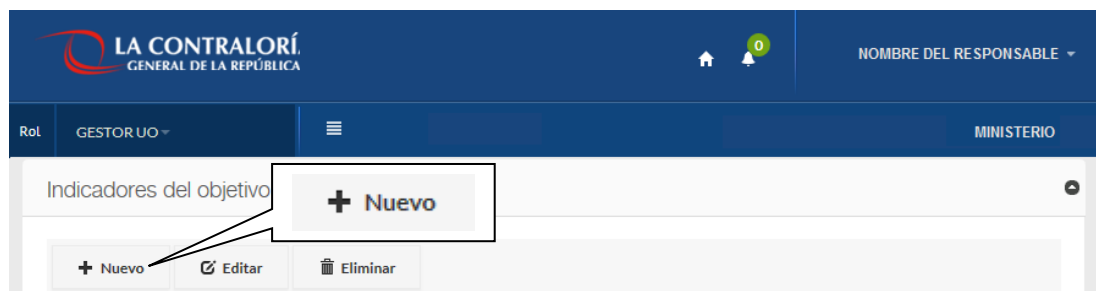 LA CONTRALORÍ
GENERAL DE LA REPÚBLICA
0
NOMBRE DEL RESPONSABLE
Rol GESTOR UO
MINISTERIO
Indicadores del objetivo
+ Nuevo
+ Nuevo Editar Eliminar